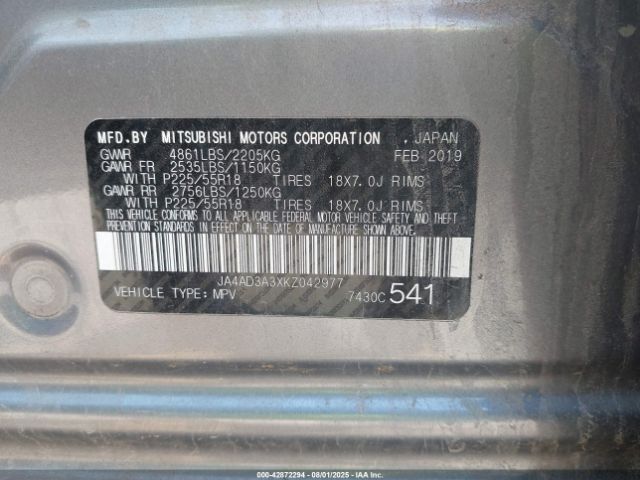 MFD.BY MITSUBISHI MOTORS CORPORATION , JAPAN
GVWR 4861LBS/2205KG FEB 2019
GAWR FR 2535LBS/1150KG
WITH P225/55R18 TIRES 18X7.0J RIMS
GAWR RR 2756LBS/1250KG
WITH P225/55R18 TIRES 18X7.0J RIMS
THIS VEHICLE CONFORMS TO ALL APPLICABLE FEDERAL MOTOR VEHICLE SAFETY AND THEFT
PREVENTION STANDARDS IN EFFECT ON THE DATE OF MANUFACTURE SHOWN ABOVE.
JA4AD3A3XKZ042977
VEHICLE TYPE: MPV 7430C 541
000-42872294 - 08/01/2025 - IAAI.COM